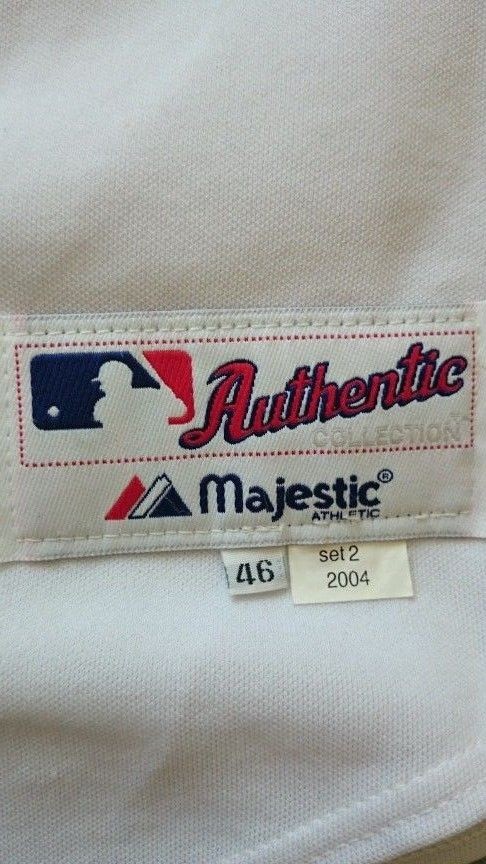 Authentic
COLLECTION
Majestic®
ATHLETIC
46
set 2
2004